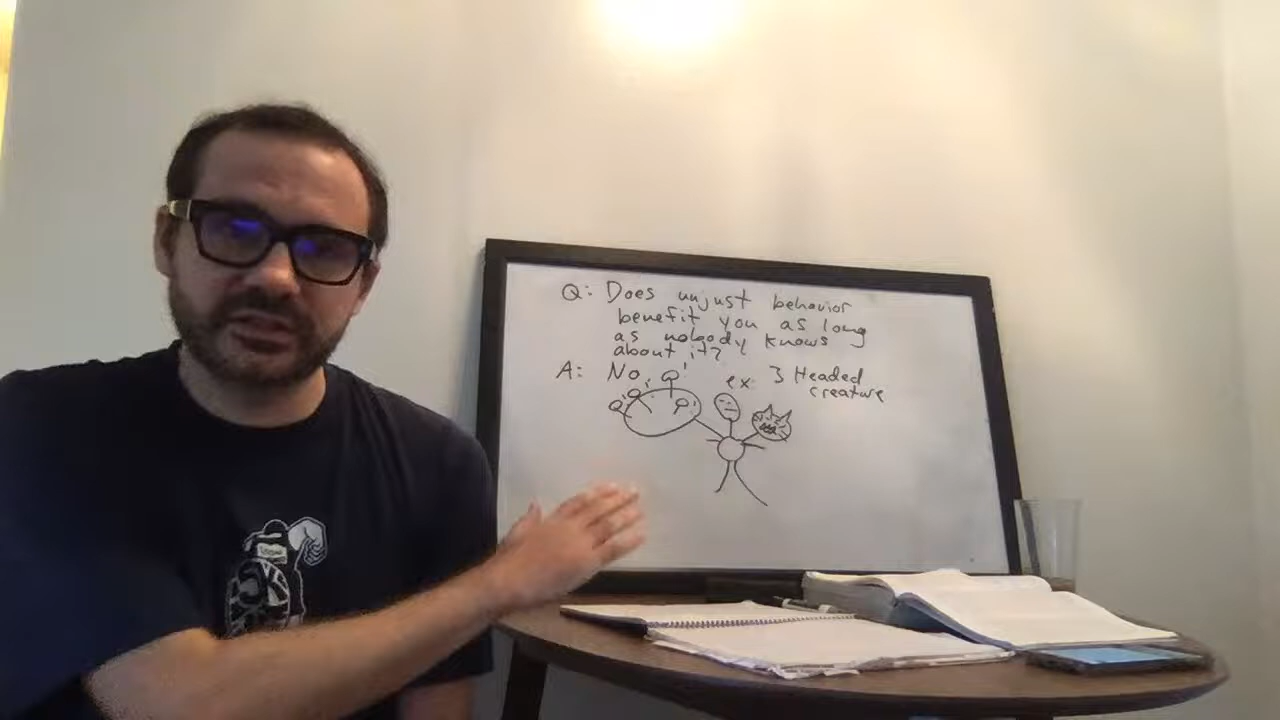 Q: Does unjust behavior
benefit you as long
as nobody knows
about it?
A: No.
ex: 3 Headed
creature